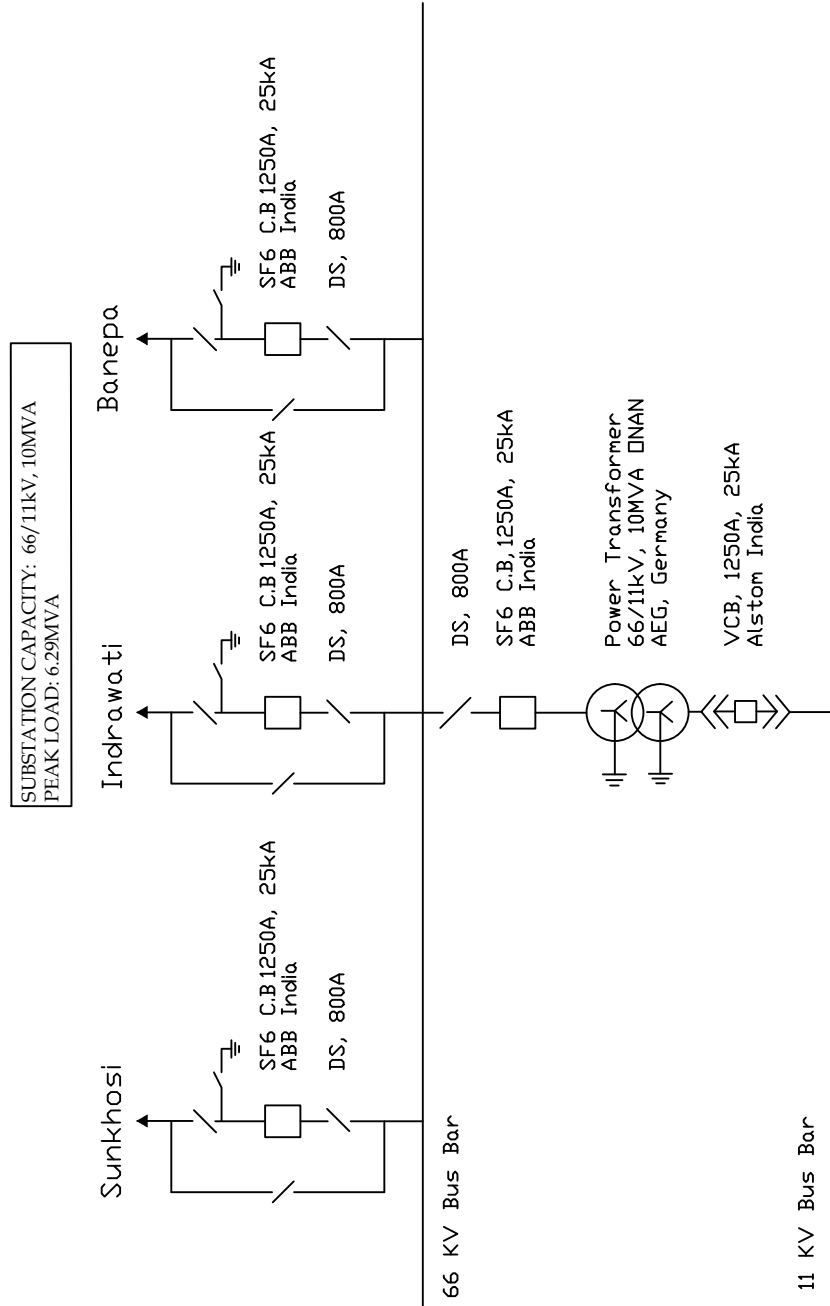 SUBSTATION CAPACITY: 66/11kV, 10MVA
PEAK LOAD: 6.29MVA
Sunkhosi
Indrawati
Banepa
SF6 C.B 1250A, 25kA
ABB India
DS, 800A
SF6 C.B 1250A, 25kA
ABB India
DS, 800A
SF6 C.B 1250A, 25kA
ABB India
DS, 800A
66 KV Bus Bar
DS, 800A
SF6 C.B, 1250A, 25kA
ABB India
Power Transformer
66/11kV, 10MVA ONAN
AEG, Germany
VCB, 1250A, 25kA
Alstom India
11 KV Bus Bar